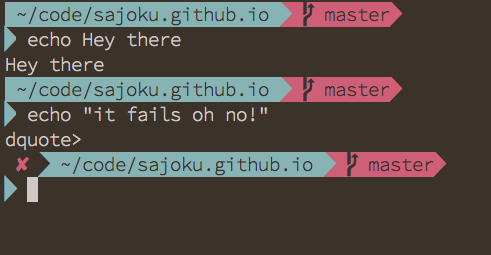 ~/code/sajoku.github.io master
echo Hey there
Hey there
~/code/sajoku.github.io master
echo "it fails oh no!"
dquote>
✘ ~/code/sajoku.github.io master